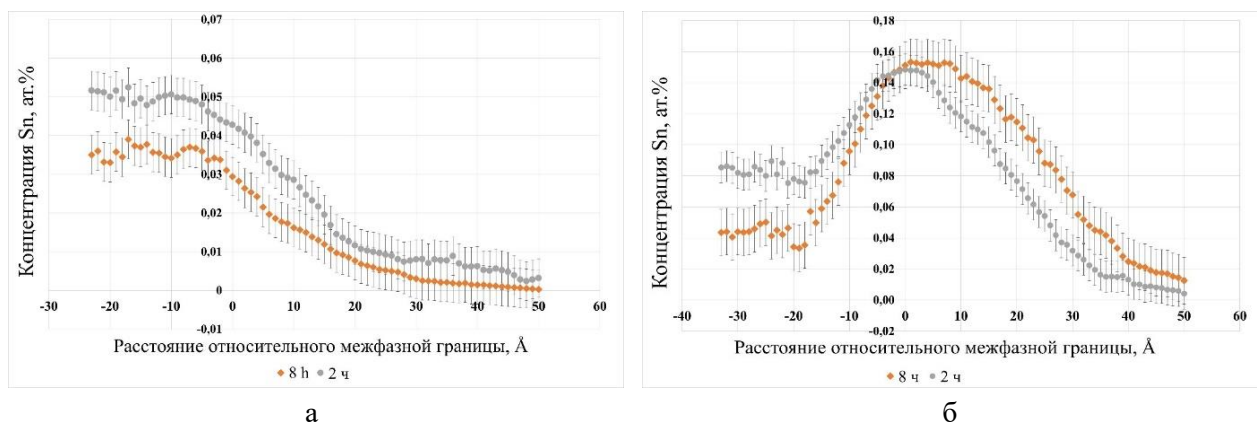 0,07
0,06
0,05
0,04
0,03
0,02
0,01
0
-0,01
-30 -20 -10 0 10 20 30 40 50 60
Концентрация Sn, ат.%
Расстояние относительного межфазной границы, Å
8 h 2 ч
а
0,18
0,16
0,14
0,12
0,10
0,08
0,06
0,04
0,02
0,00
-0,02
-40 -30 -20 -10 0 10 20 30 40 50 60
Концентрация Sn, ат.%
Расстояние относительного межфазной границы, Å
8 ч 2 ч
б